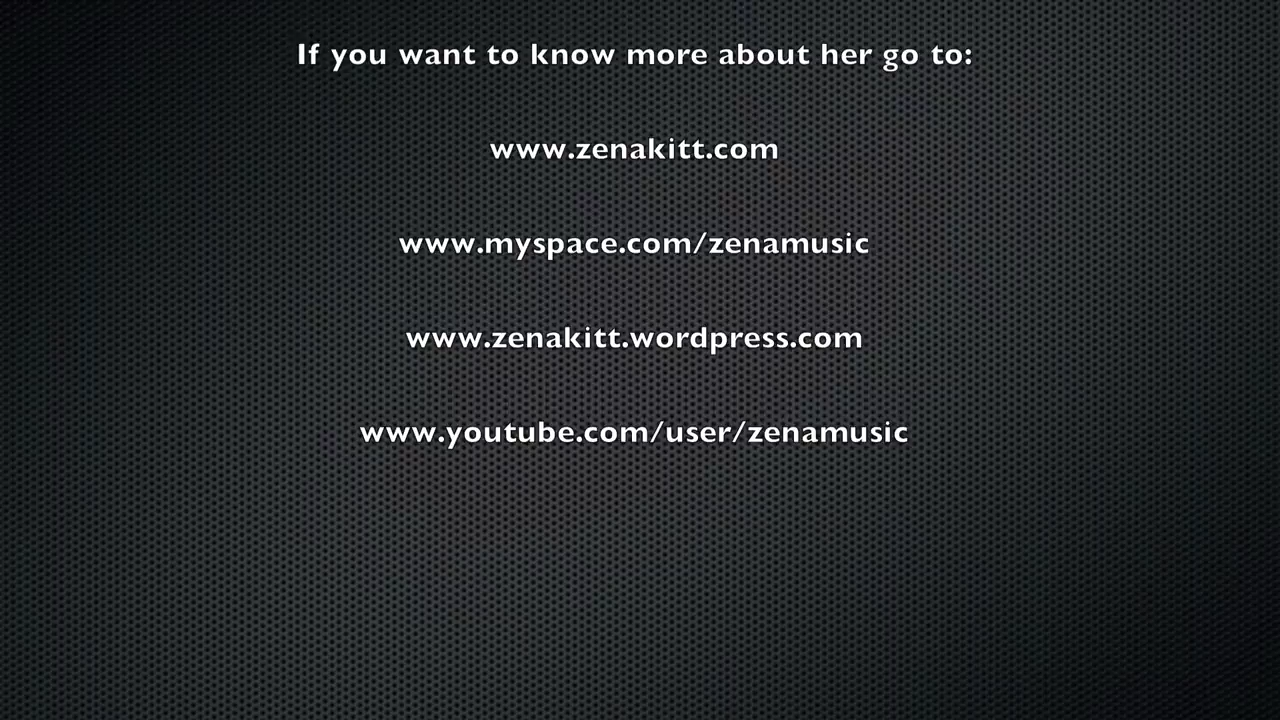 If you want to know more about her go to:
www.zenakitt.com
www.myspace.com/zenamusic
www.zenakitt.wordpress.com
www.youtube.com/user/zenamusic